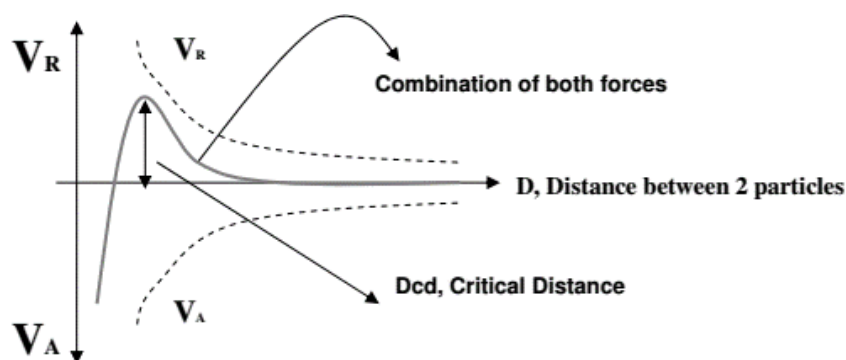 VR
VR
Combination of both forces
D, Distance between 2 particles
Dcd, Critical Distance
VA
VA